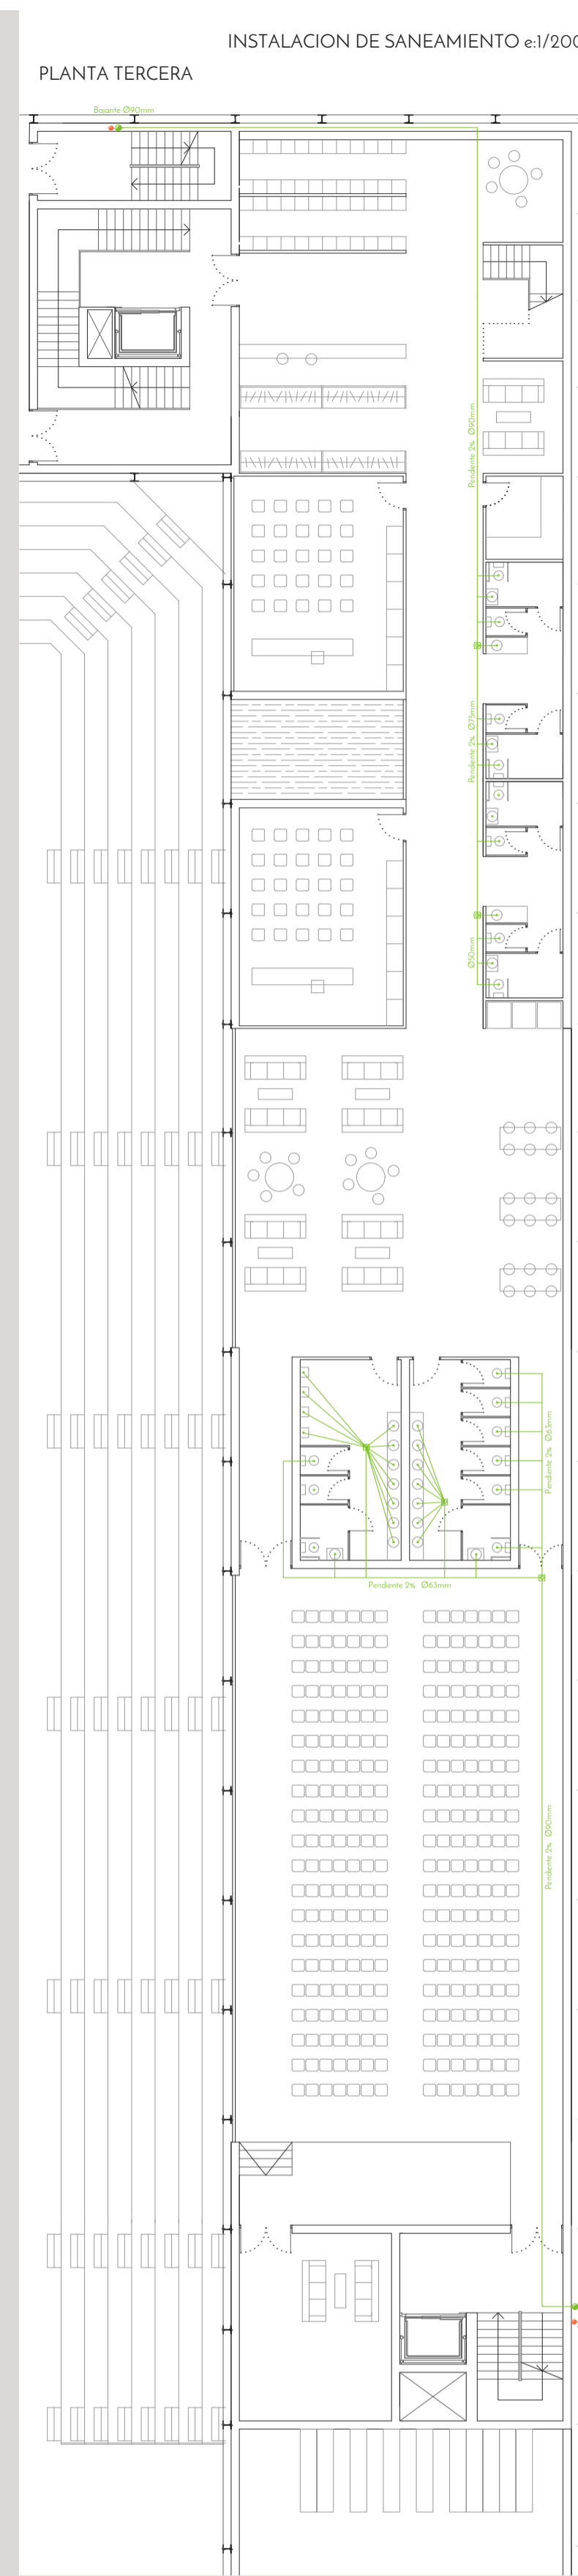 INSTALACION DE SANEAMIENTO e:1/200
PLANTA TERCERA
Bajante Ø90mm
Pendiente 2% Ø90mm
Pendiente 2% Ø75mm
Ø50mm
Pendiente 2% Ø63mm
Pendiente 2% Ø63mm
Pendiente 2% Ø90mm